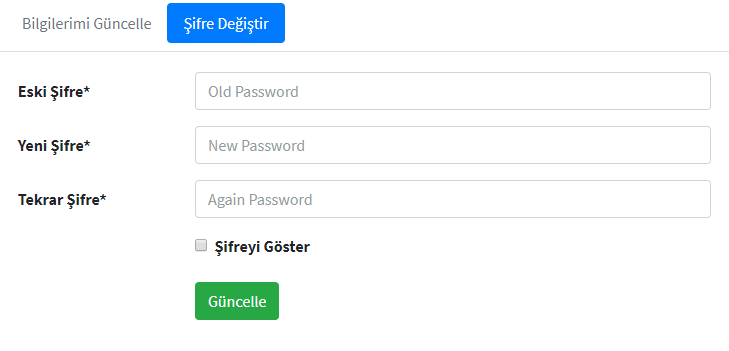 Bilgilerimi Güncelle Şifre Değiştir
Eski Şifre* Old Password
Yeni Şifre* New Password
Tekrar Şifre* Again Password
Şifreyi Göster
Güncelle